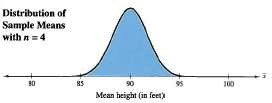 Distribution of
Sample Means
with n = 4
80 85 90 95 100 x̄
Mean height (in feet)